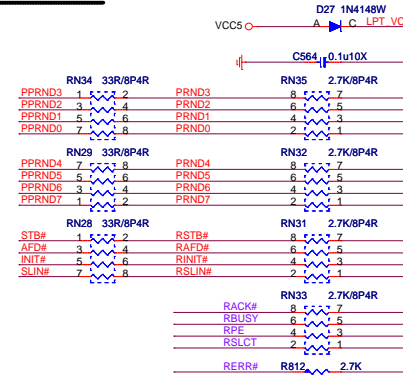 D27 1N4148W
VCC5 A C LPT_VC
C564 0.1u10X
RN34 33R/8P4R RN35 2.7K/8P4R
PPRND3 1 2 PRND3 8 7
PPRND2 3 4 PRND2 6 5
PPRND1 5 6 PRND1 4 3
PPRND0 7 8 PRND0 2 1
RN29 33R/8P4R RN32 2.7K/8P4R
PPRND4 7 8 PRND4 8 7
PPRND5 5 6 PRND5 6 5
PPRND6 3 4 PRND6 4 3
PPRND7 1 2 PRND7 2 1
RN28 33R/8P4R RN31 2.7K/8P4R
STB# 1 2 RSTB# 8 7
AFD# 3 4 RAFD# 6 5
INIT# 5 6 RINIT# 4 3
SLIN# 7 8 RSLIN# 2 1
RN33 2.7K/8P4R
RACK# 8 7
RBUSY 6 5
RPE 4 3
RSLCT 2 1
RERR# R812 2.7K